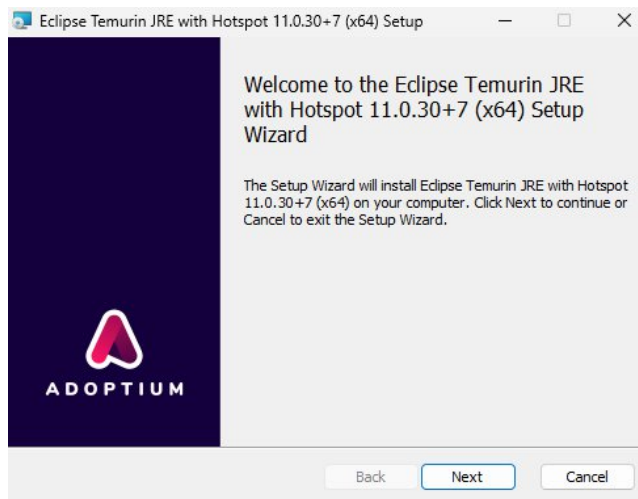 Eclipse Temurin JRE with Hotspot 11.0.30+7 (x64) Setup
Welcome to the Eclipse Temurin JRE
with Hotspot 11.0.30+7 (x64) Setup
Wizard
The Setup Wizard will install Eclipse Temurin JRE with Hotspot
11.0.30+7 (x64) on your computer. Click Next to continue or
Cancel to exit the Setup Wizard.
ADOPTIUM
Back Next Cancel